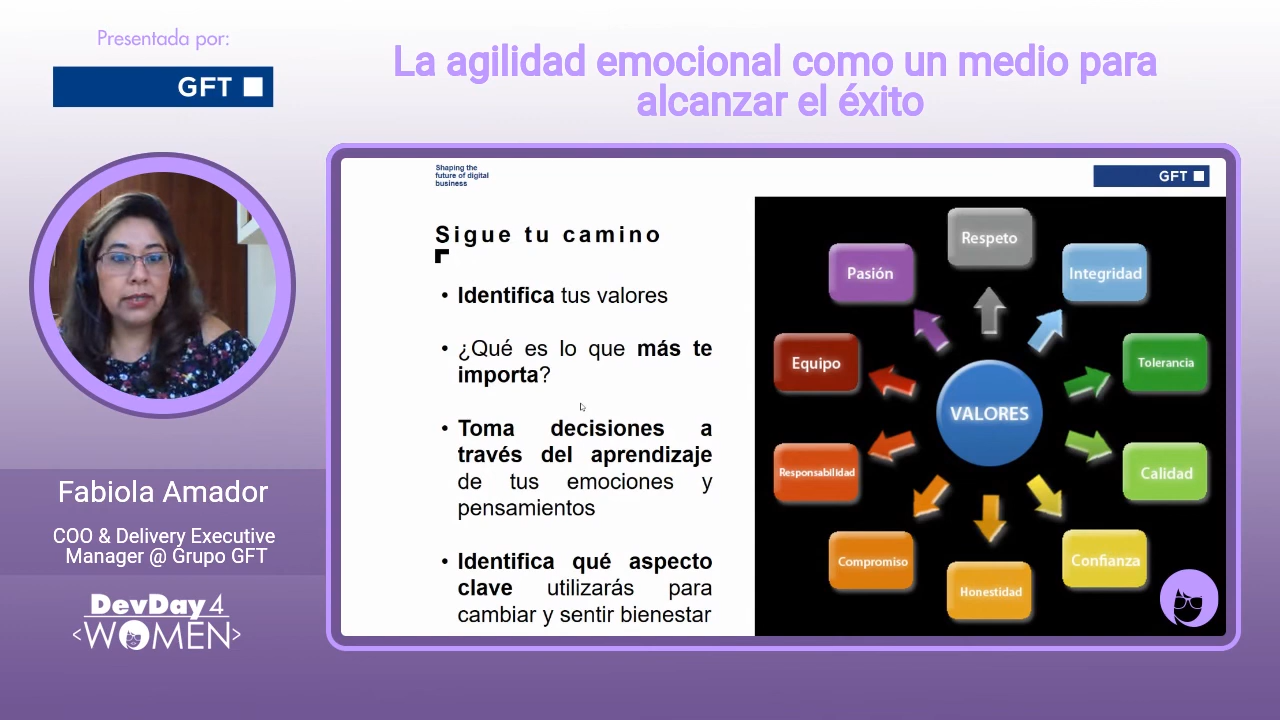 Presentada por:
GFT
La agilidad emocional como un medio para
alcanzar el éxito
Fabiola Amador
COO & Delivery Executive
Manager @ Grupo GFT
DevDay4
<WOMEN>
Shaping the
future of digital
business
GFT
Sigue tu camino
• Identifica tus valores
• ¿Qué es lo que más te
importa?
• Toma decisiones a
través del aprendizaje
de tus emociones y
pensamientos
• Identifica qué aspecto
clave utilizarás para
cambiar y sentir bienestar
VALORES
Respeto
Integridad
Tolerancia
Calidad
Confianza
Honestidad
Compromiso
Responsabilidad
Equipo
Pasión